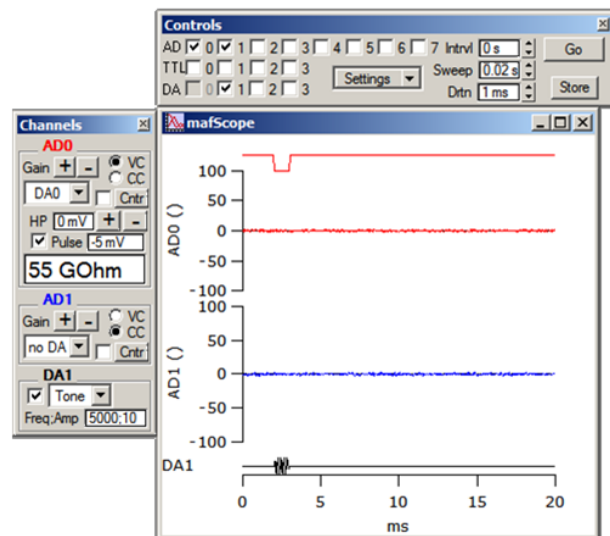 Controls
AD 0 1 2 3 4 5 6 7 Intrvl 0 s Go
TTL 0 1 2 3 Settings Sweep 0.02 s
DA 0 1 2 3 Drtn 1 ms Store
Channels
AD0
Gain + - VC
CC
DA0 Cntr
HP 0 mV + -
Pulse -5 mV
55 GOhm
AD1
Gain + - VC
CC
no DA Cntr
DA1
Tone
Freq;Amp 5000;10
mafScope
100
50
0
-50
-100
AD0 ()
100
50
0
-50
-100
AD1 ()
DA1
0 5 10 15 20
ms